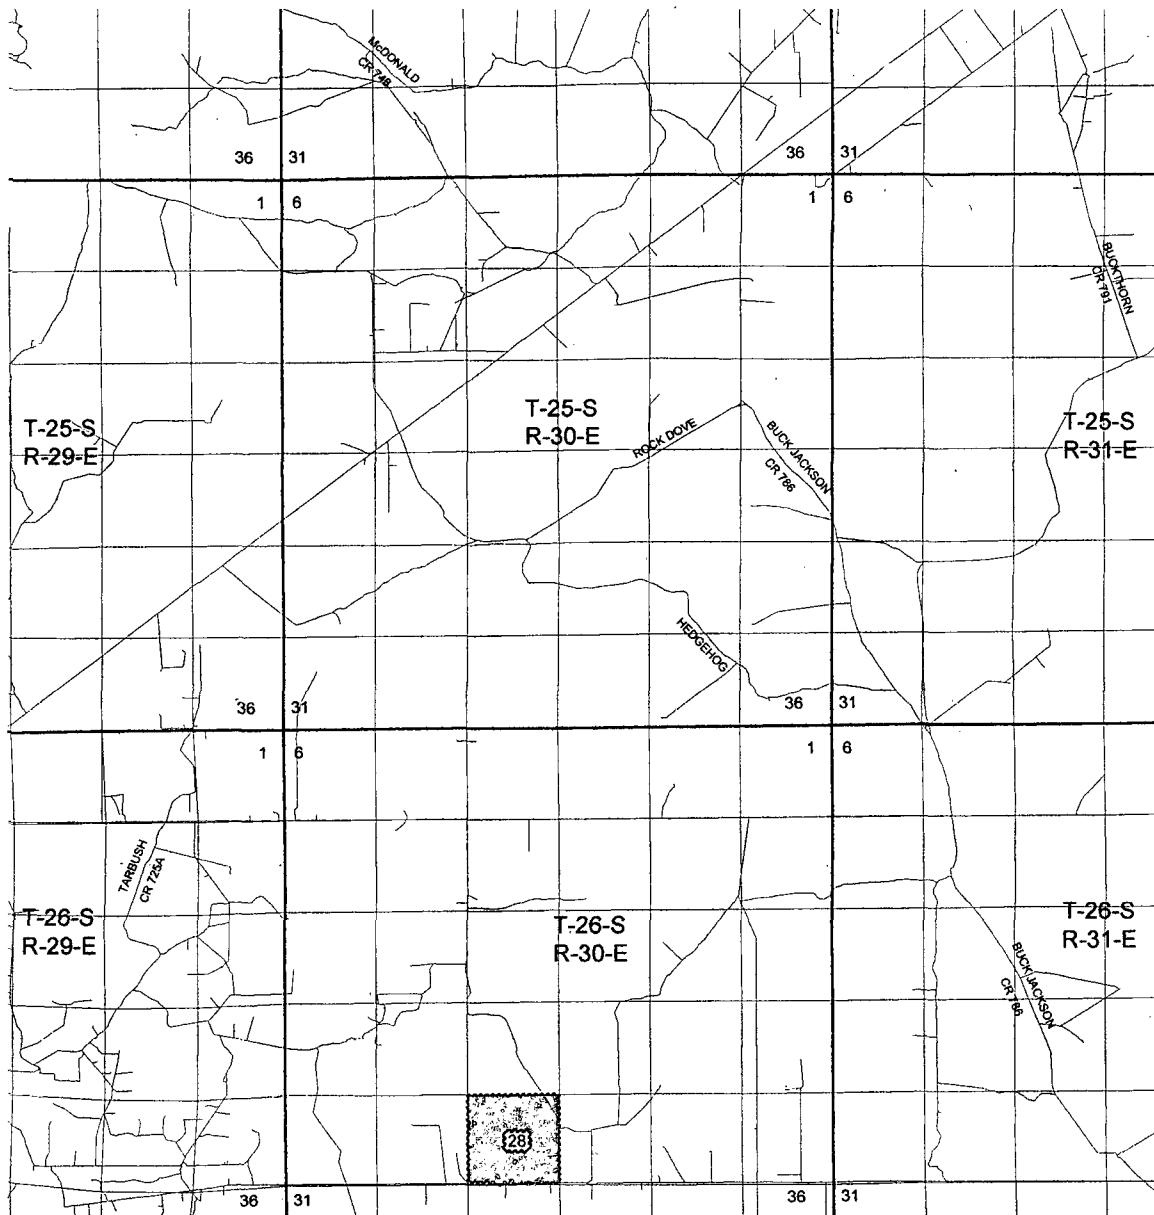 McDONALD
CR 748
36
31
36
31
1
6
1
6
BUCKTHORN
CR 791
T-25-S
R-29-E
T-25-S
R-30-E
ROCK DOVE
BUCK JACKSON
CR 786
T-25-S
R-31-E
HEDGEHOG
36
31
36
31
1
6
1
6
TARBUSH
CR 725A
T-26-S
R-29-E
T-26-S
R-30-E
T-26-S
R-31-E
BUCK JACKSON
CR 786
28
36
31
36
31